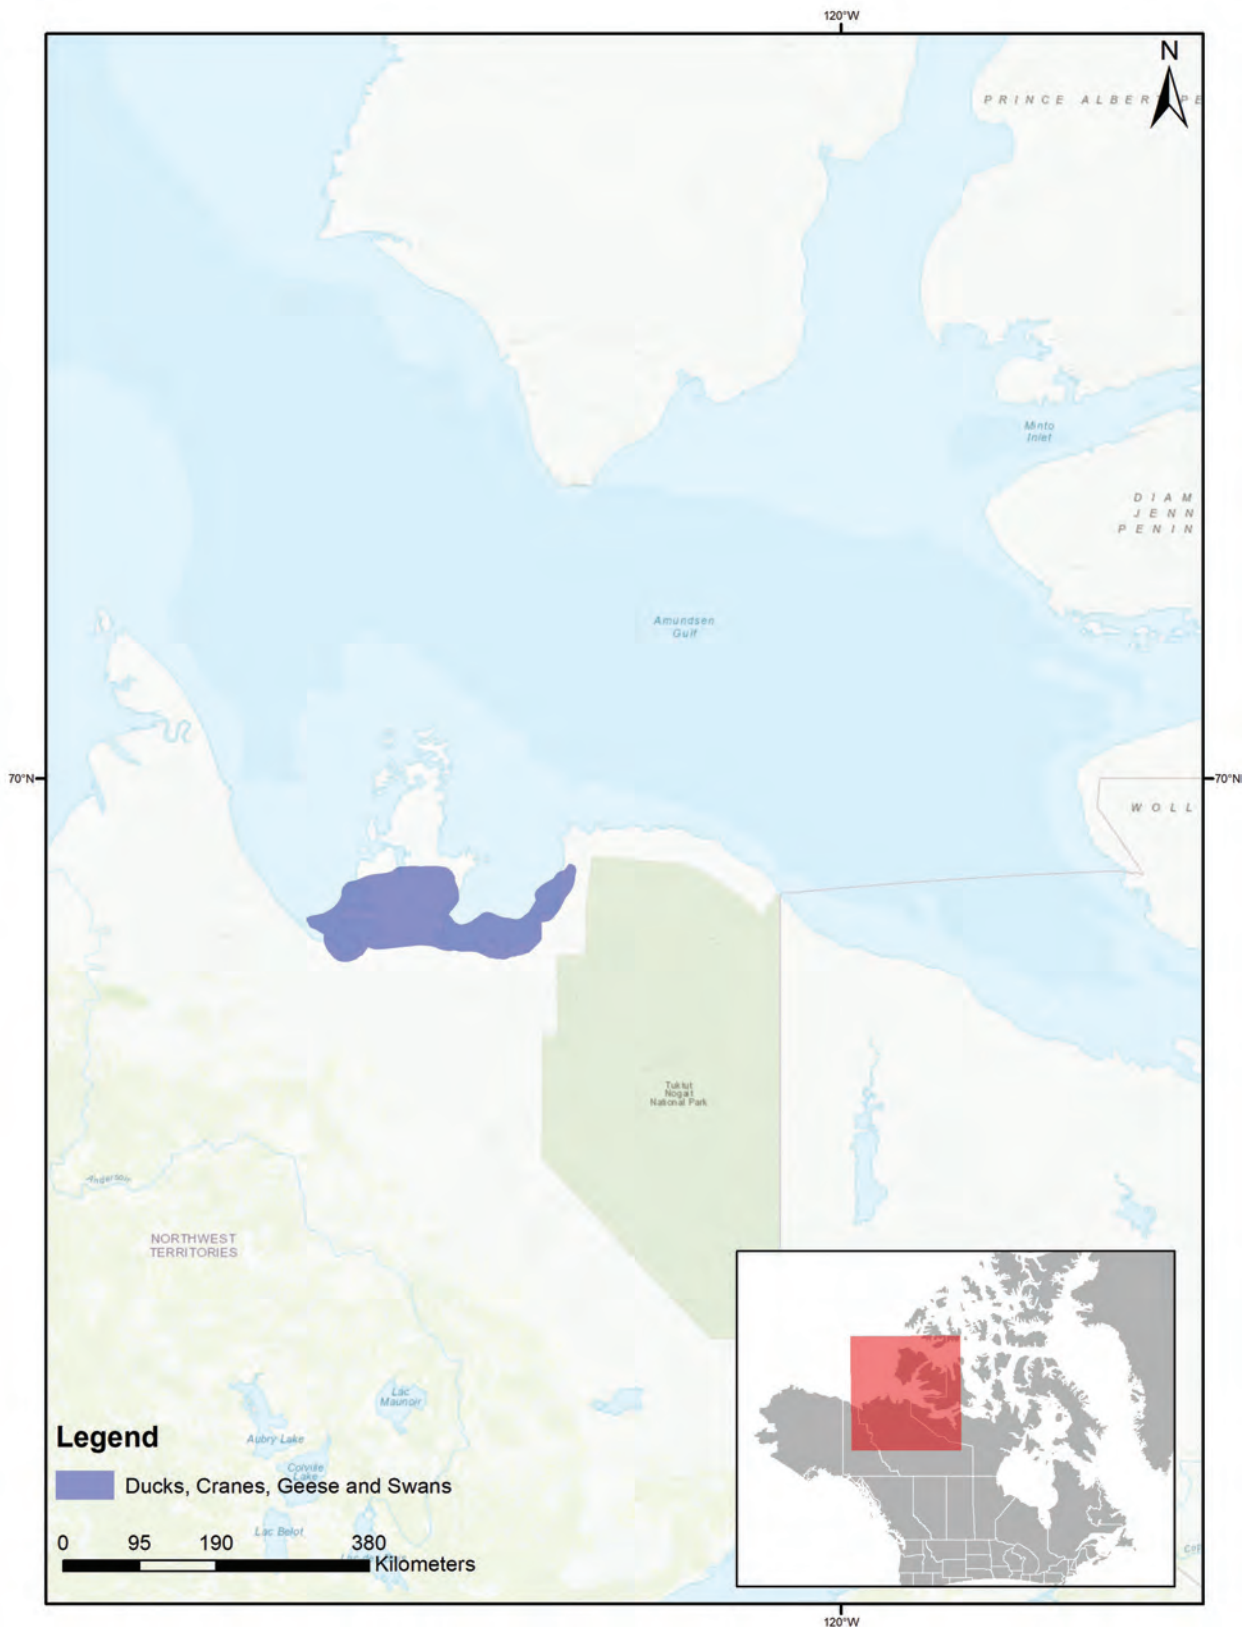 120°W
N
PRINCE ALBERT PE
Minto
Inlet
DIAM
JENN
PENIN
Amundsen
Gulf
70°N
70°N
WOLL
Tuktut
Nogait
National Park
NORTHWEST
TERRITORIES
Lac
Maunoir
Legend
Aubry Lake
Colville
Lake
Ducks, Cranes, Geese and Swans
Lac Belot
0 95 190 380
Kilometers
120°W